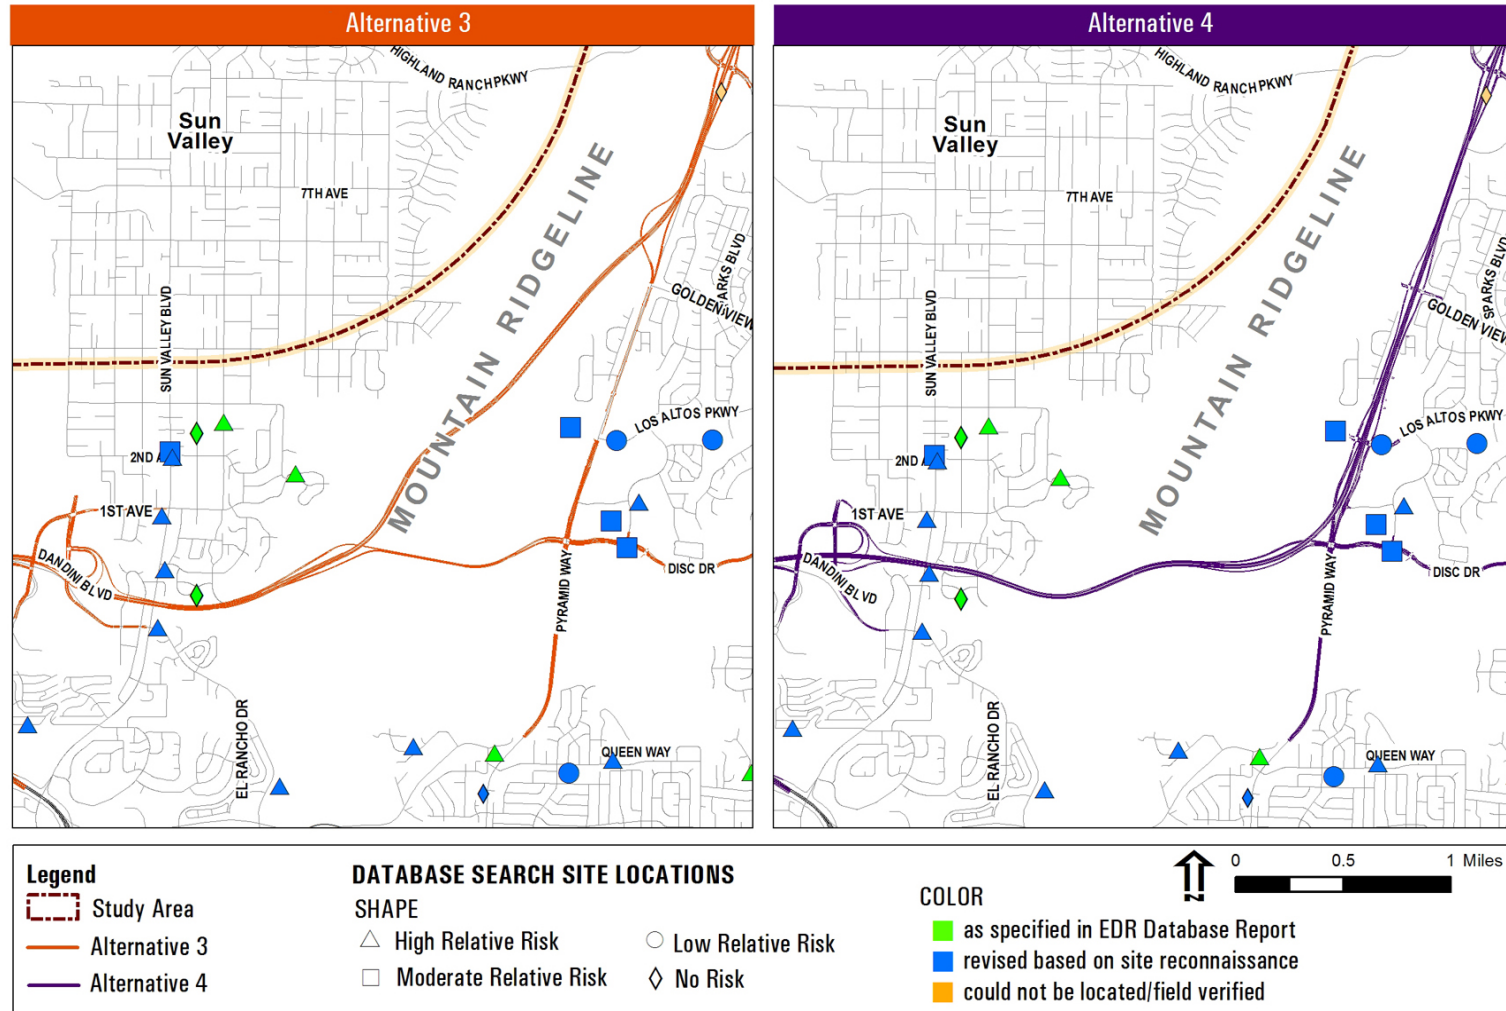 Alternative 3
HIGHLAND RANCH PKWY
Sun
Valley
7TH AVE
MOUNTAIN RIDGELINE
SUN VALLEY BLVD
GOLDEN VIEW
LOS ALTOS PKWY
1ST AVE
DANDINI BLVD
DISC DR
PYRAMID WAY
EL RANCHO DR
QUEEN WAY
Alternative 4
HIGHLAND RANCH PKWY
Sun
Valley
7TH AVE
MOUNTAIN RIDGELINE
SUN VALLEY BLVD
SPARKS BLVD
GOLDEN VIEW
LOS ALTOS PKWY
2ND A
1ST AVE
DANDINI BLVD
DISC DR
PYRAMID WAY
EL RANCHO DR
QUEEN WAY
Legend
Study Area
Alternative 3
Alternative 4
DATABASE SEARCH SITE LOCATIONS
SHAPE
High Relative Risk
Moderate Relative Risk
Low Relative Risk
No Risk
N
0 0.5 1 Miles
COLOR
as specified in EDR Database Report
revised based on site reconnaissance
could not be located/field verified